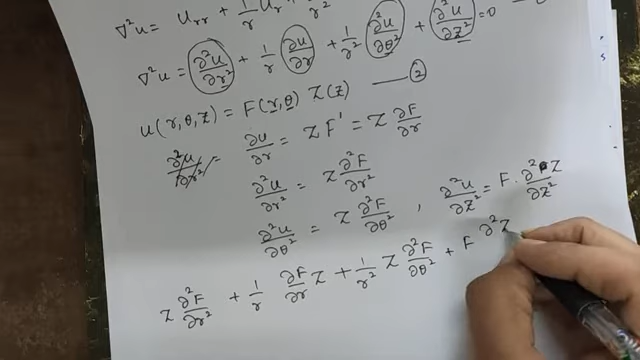 ∇²u = u_rr + 1/r u_r + 1/r²
∇²u = ∂²u/∂r² + 1/r ∂u/∂r + 1/r² ∂²u/∂θ² + ∂²u/∂z² = 0
u(r,θ,z) = F(r,θ) Z(z) —— ②
∂u/∂r = Z F' = Z ∂F/∂r
∂²u/∂r² = Z ∂²F/∂r²
∂²u/∂θ² = Z ∂²F/∂θ² , ∂²u/∂z² = F · ∂²Z/∂z²
Z ∂²F/∂r² + 1/r ∂F/∂r Z + 1/r² Z ∂²F/∂θ² + F ∂²Z